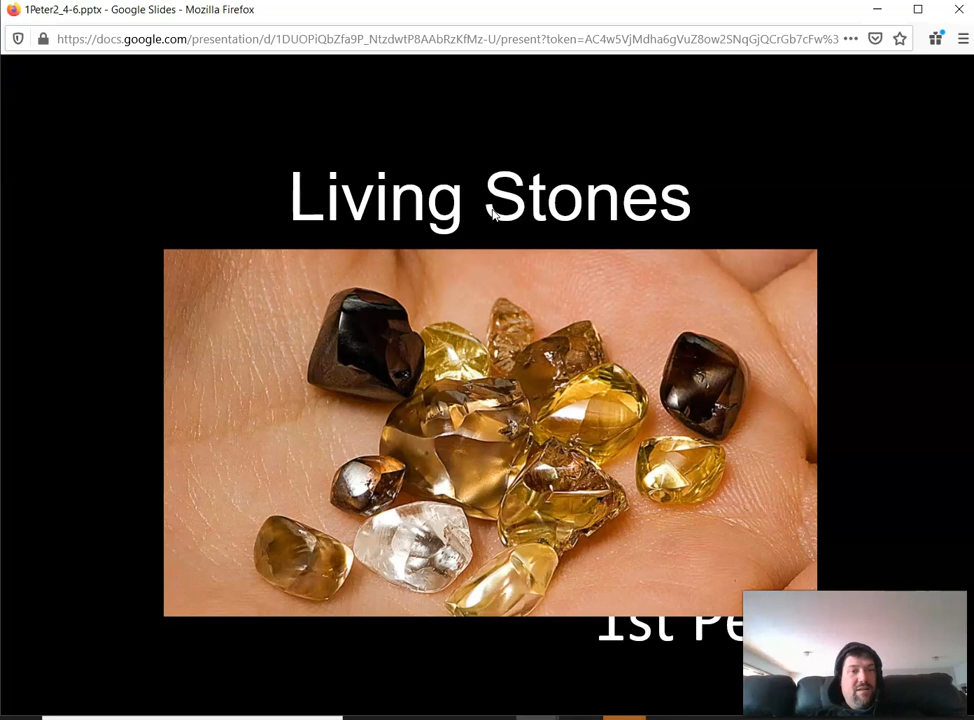 1Peter2_4-6.pptx - Google Slides - Mozilla Firefox
https://docs.google.com/presentation/d/1DUOPiQbZfa9P_NtzdwtP8AAbRzKfMz-U/present?token=AC4w5VjMdha6gVuZ8ow2SNqGjQCrGb7cFw%3
Living Stones
1st Pe